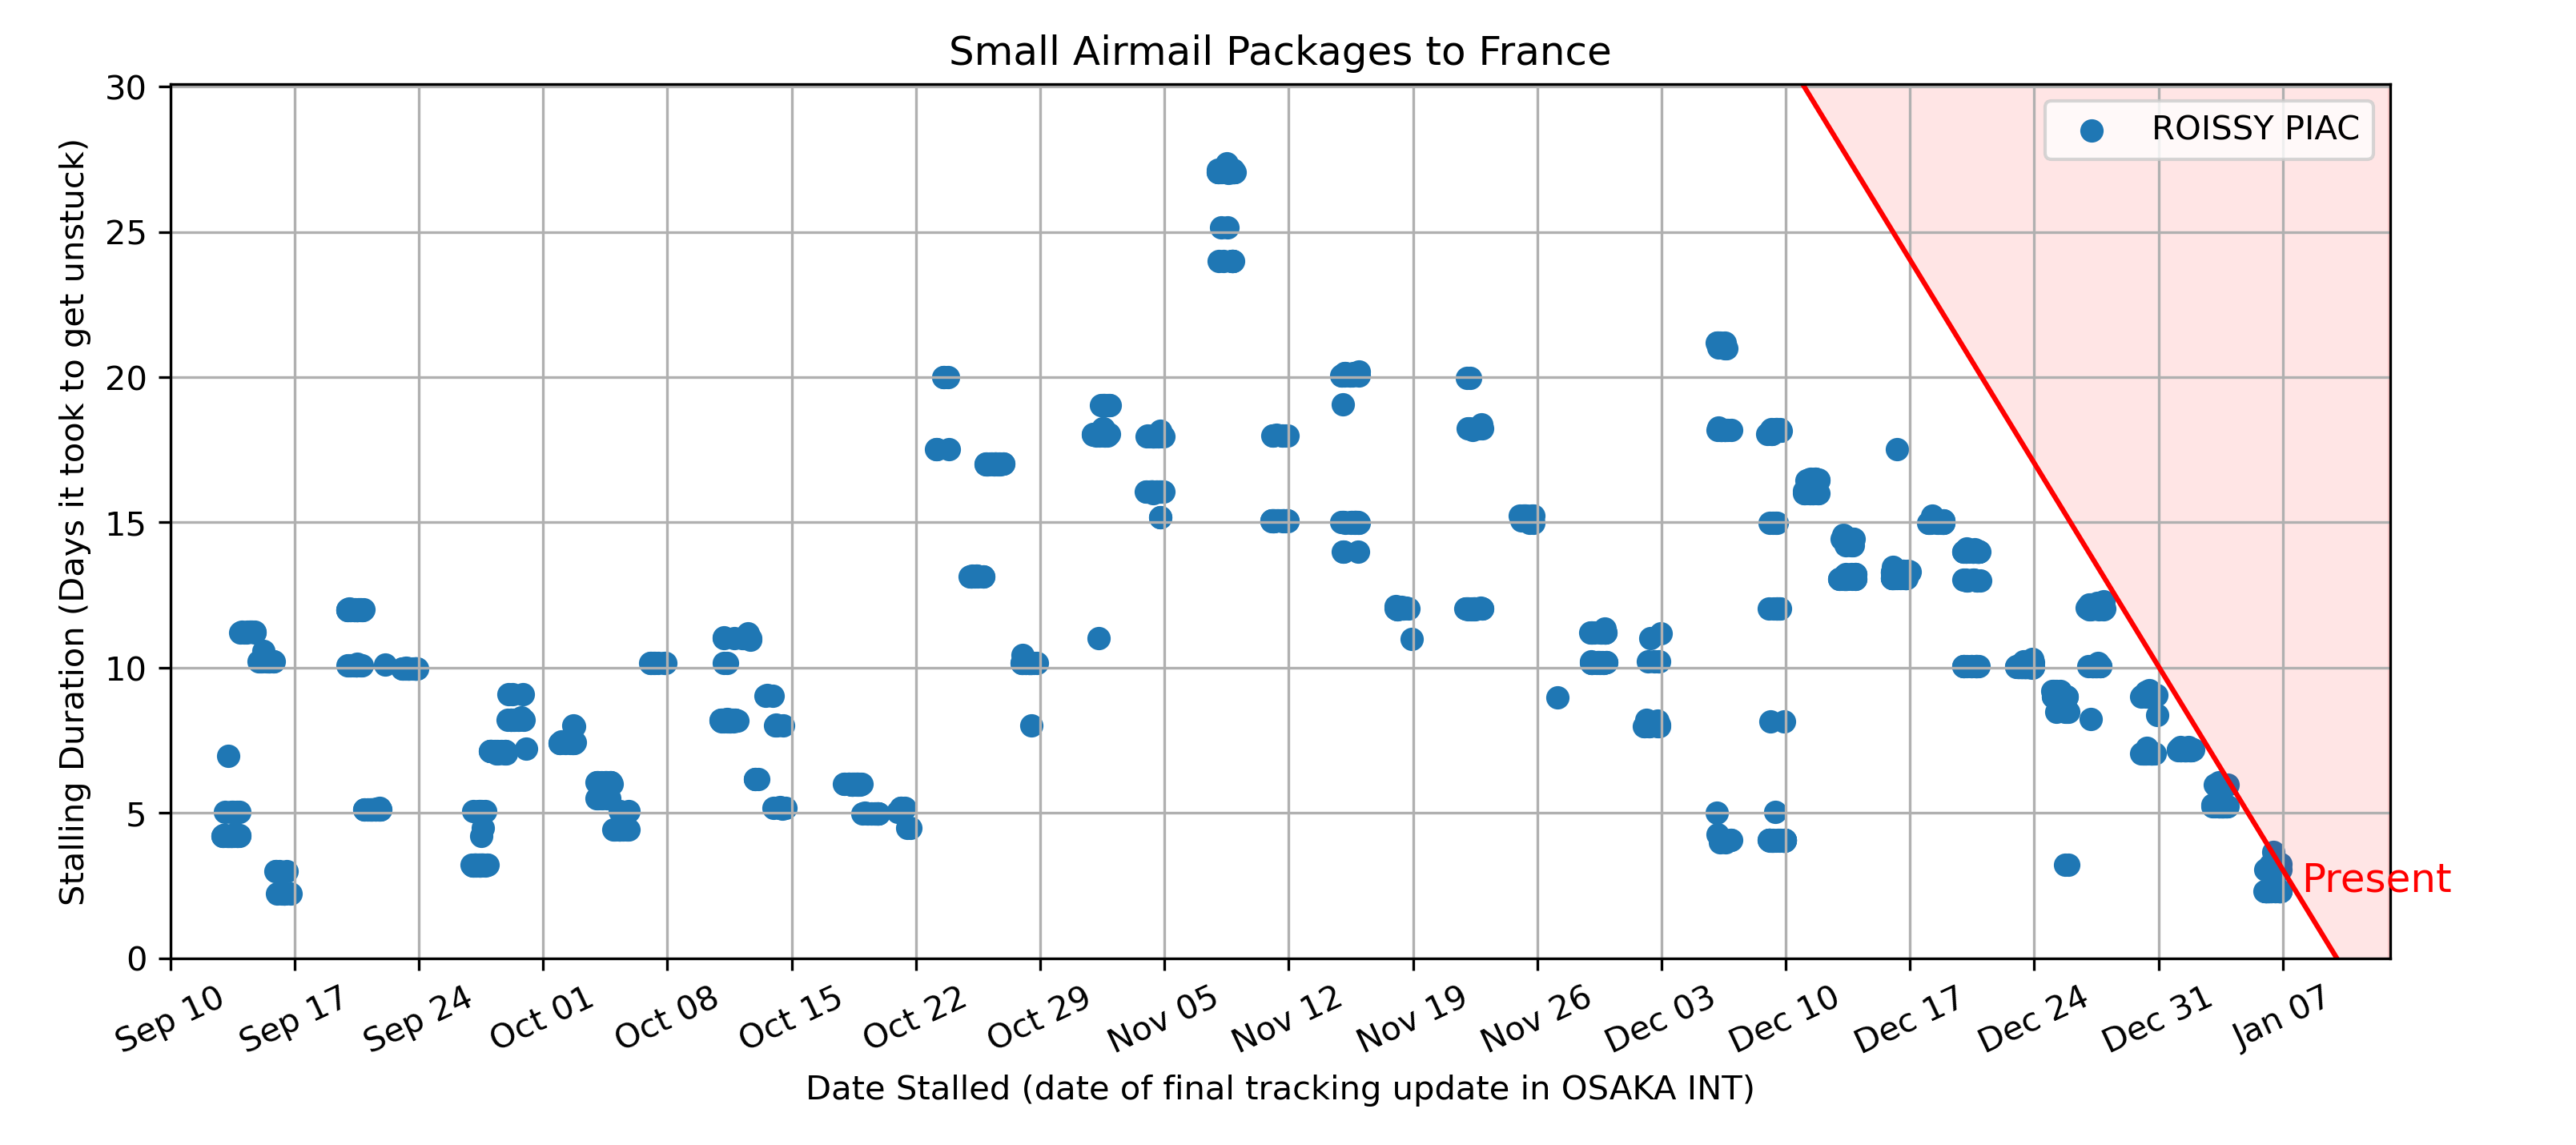 Small Airmail Packages to France
30
25
20
15
10
5
0
Stalling Duration (Days it took to get unstuck)
ROISSY PIAC
Present
Sep 10 Sep 17 Sep 24 Oct 01 Oct 08 Oct 15 Oct 22 Oct 29 Nov 05 Nov 12 Nov 19 Nov 26 Dec 03 Dec 10 Dec 17 Dec 24 Dec 31 Jan 07
Date Stalled (date of final tracking update in OSAKA INT)